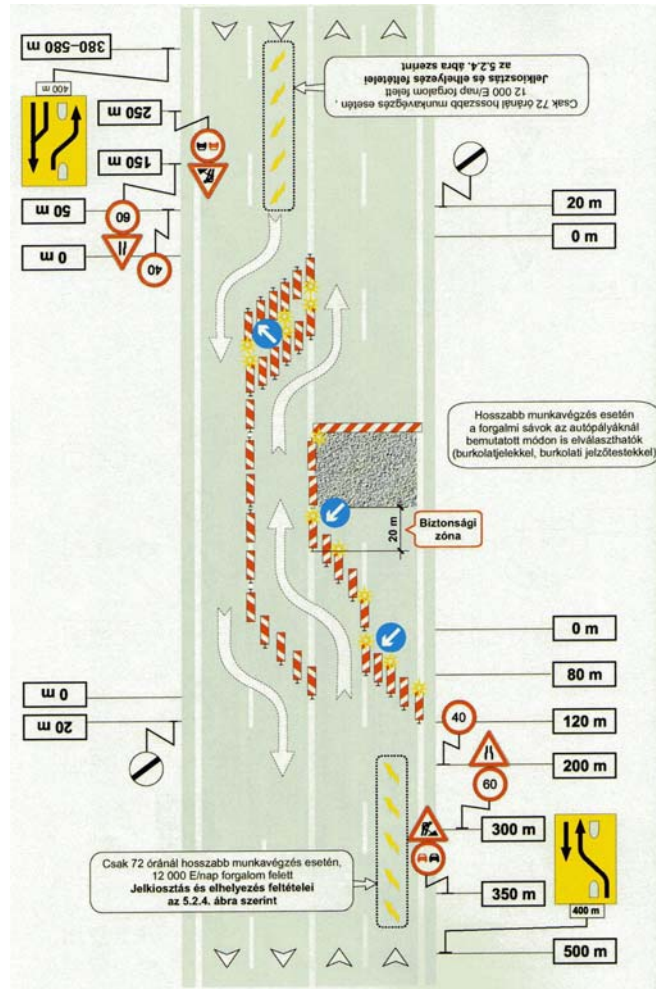 380–580 m
400 m
250 m
150 m
60
50 m
0 m
40
Csak 72 óránál hosszabb munkavégzés esetén ,
12 000 E/nap forgalom felett
Jelkiosztás és elhelyezés feltételei
az 5.2.4. ábra szerint
20 m
0 m
Hosszabb munkavégzés esetén
a forgalmi sávok az autópályáknál
bemutatott módon is elválaszthatók
(burkolatjelekkel, burkolati jelzőtestekkel)
20 m
Biztonsági
zóna
0 m
80 m
0 m
20 m
40
120 m
200 m
60
300 m
350 m
400 m
500 m
Csak 72 óránál hosszabb munkavégzés esetén,
12 000 E/nap forgalom felett
Jelkiosztás és elhelyezés feltételei
az 5.2.4. ábra szerint